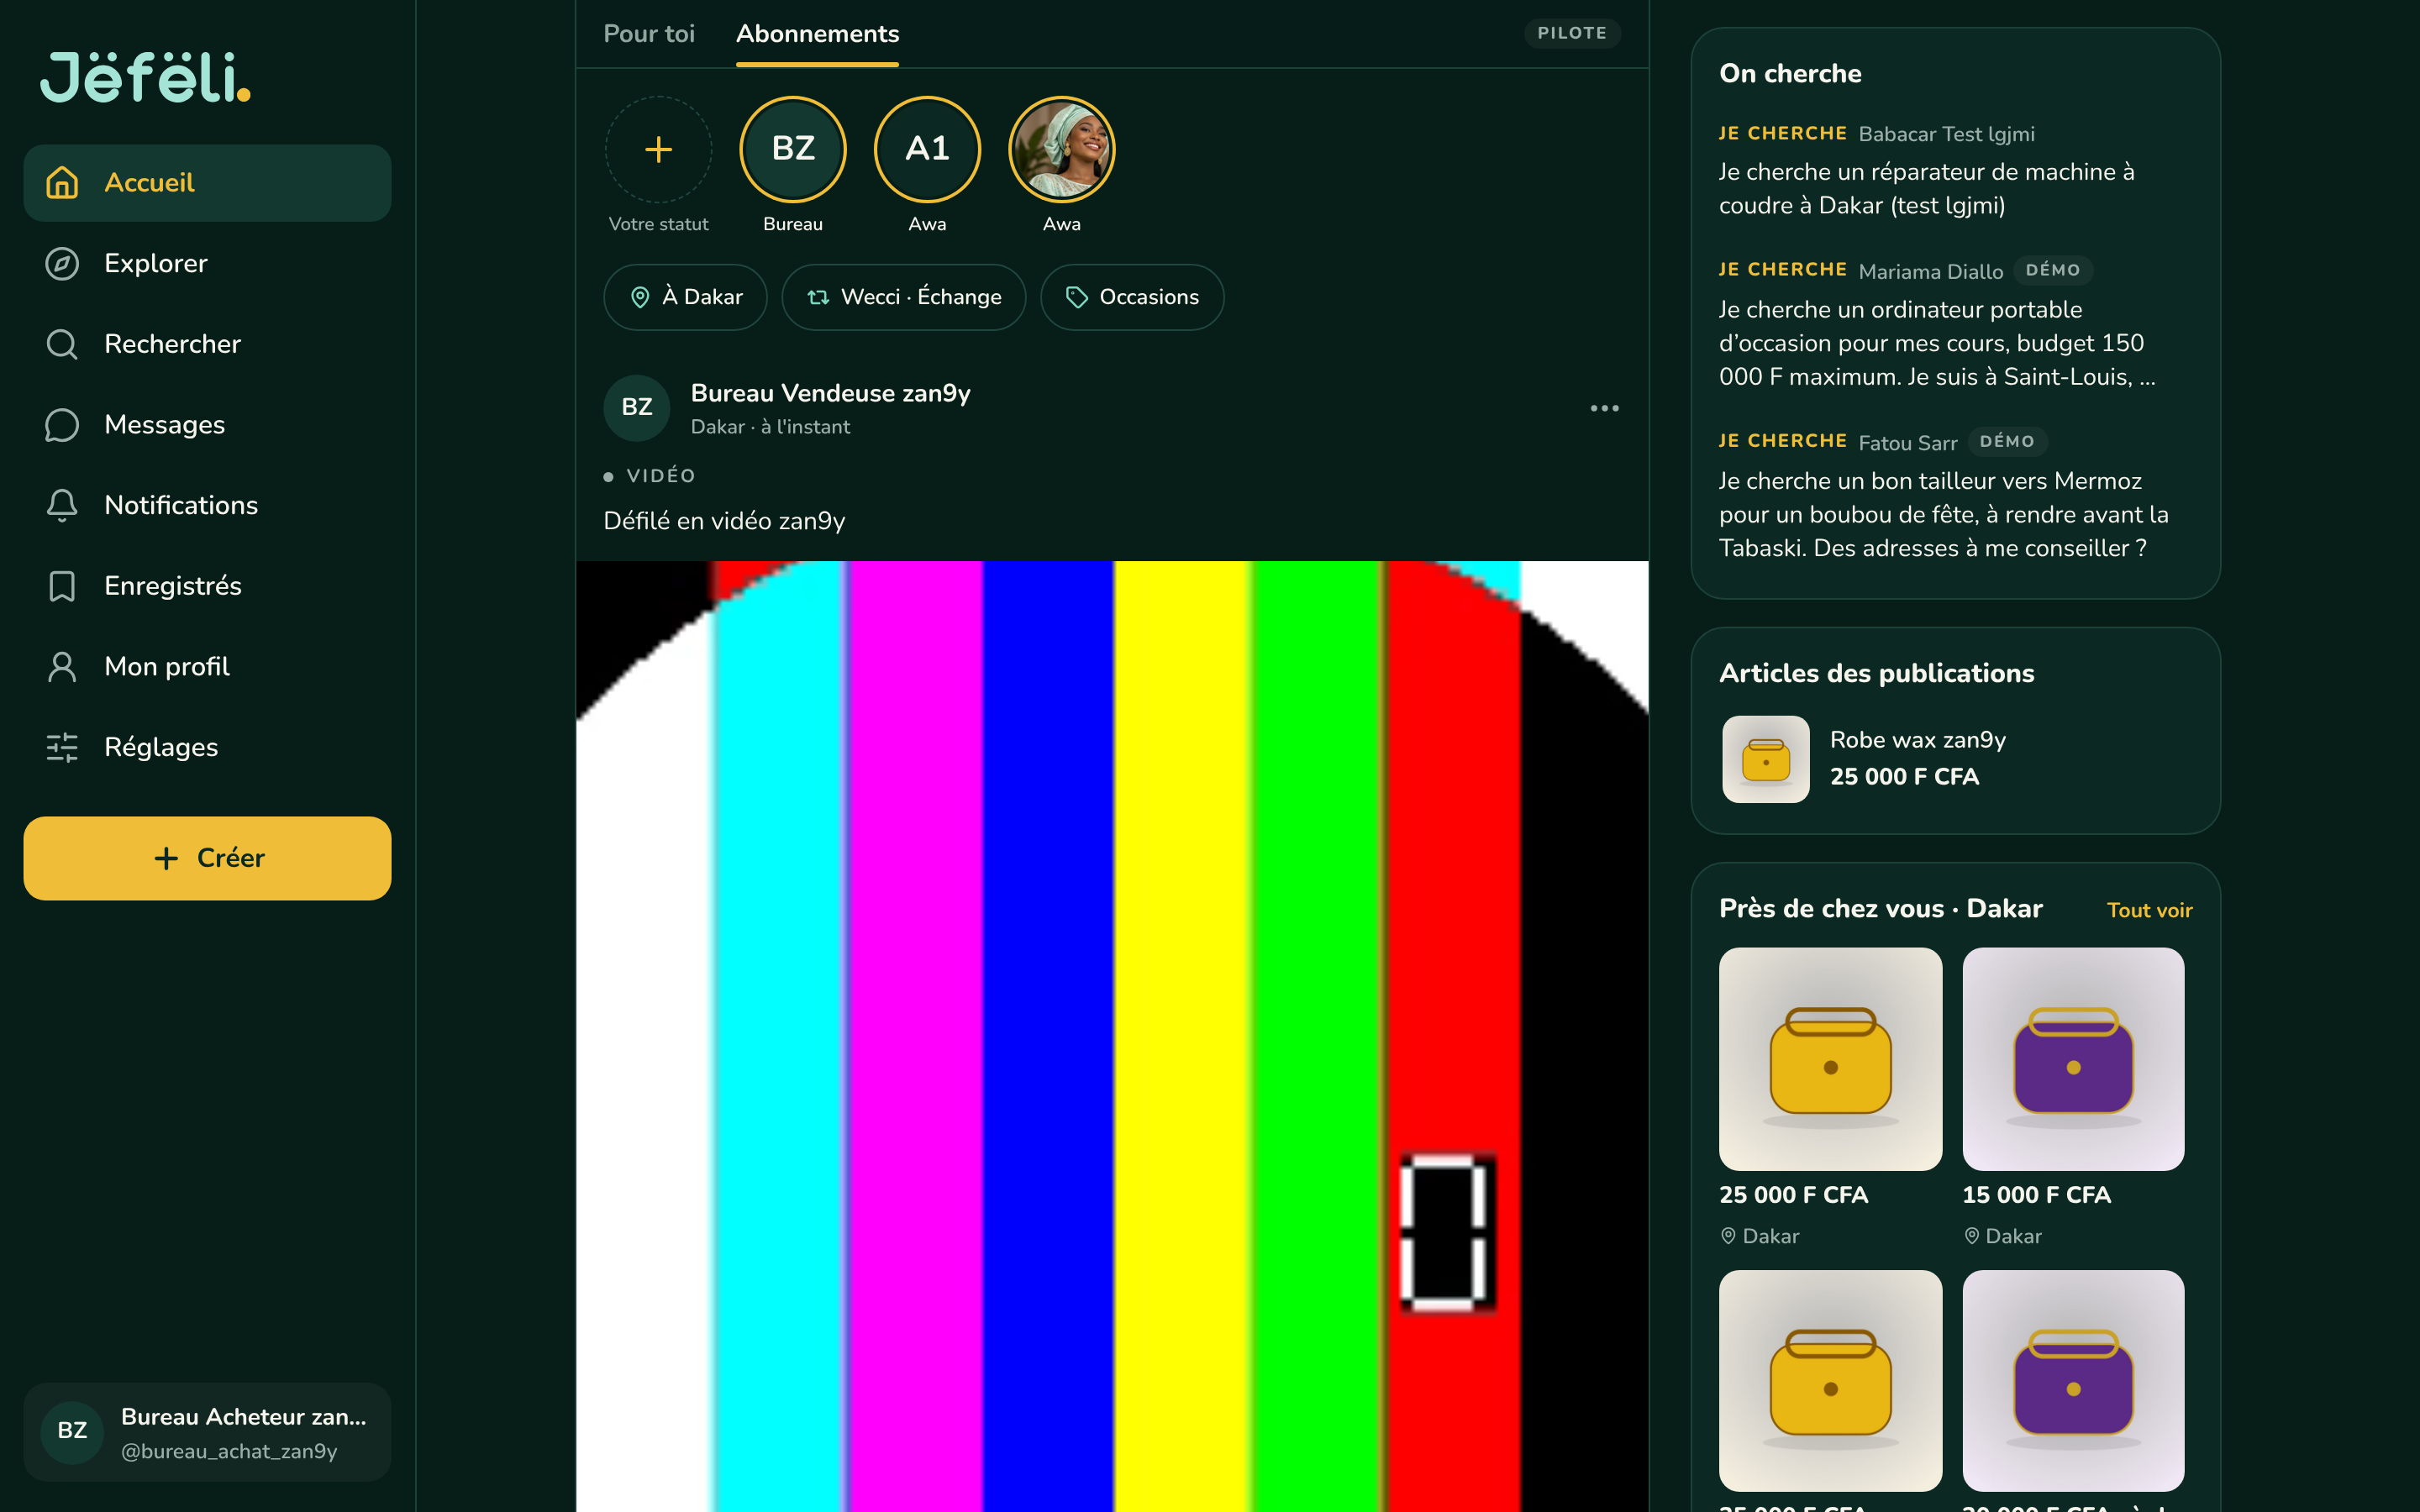 Jëfëli.
Accueil
Explorer
Rechercher
Messages
Notifications
Enregistrés
Mon profil
Réglages
Créer
BZ
Bureau Acheteur zan...
@bureau_achat_zan9y
Pour toi
Abonnements
PILOTE
Votre statut
BZ
Bureau
A1
Awa
Awa
À Dakar
Wecci · Échange
Occasions
BZ
Bureau Vendeuse zan9y
Dakar · à l'instant
VIDÉO
Défilé en vidéo zan9y
0
On cherche
JE CHERCHE Babacar Test lgjmi
Je cherche un réparateur de machine à
coudre à Dakar (test lgjmi)
JE CHERCHE Mariama Diallo DÉMO
Je cherche un ordinateur portable
d’occasion pour mes cours, budget 150
000 F maximum. Je suis à Saint-Louis, ...
JE CHERCHE Fatou Sarr DÉMO
Je cherche un bon tailleur vers Mermoz
pour un boubou de fête, à rendre avant la
Tabaski. Des adresses à me conseiller ?
Articles des publications
Robe wax zan9y
25 000 F CFA
Près de chez vous · Dakar
Tout voir
25 000 F CFA
Dakar
15 000 F CFA
Dakar